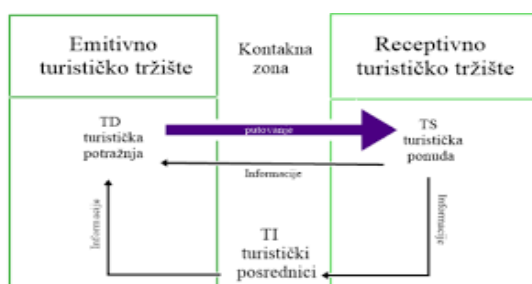 Emitivno
turističko tržište
Kontakna
zona
Receptivno
turističko tržište
TD
turistička
potražnja
putovanje
TS
turistička
ponuda
Informacije
Informacije
Informacije
TI
turistički
posrednici